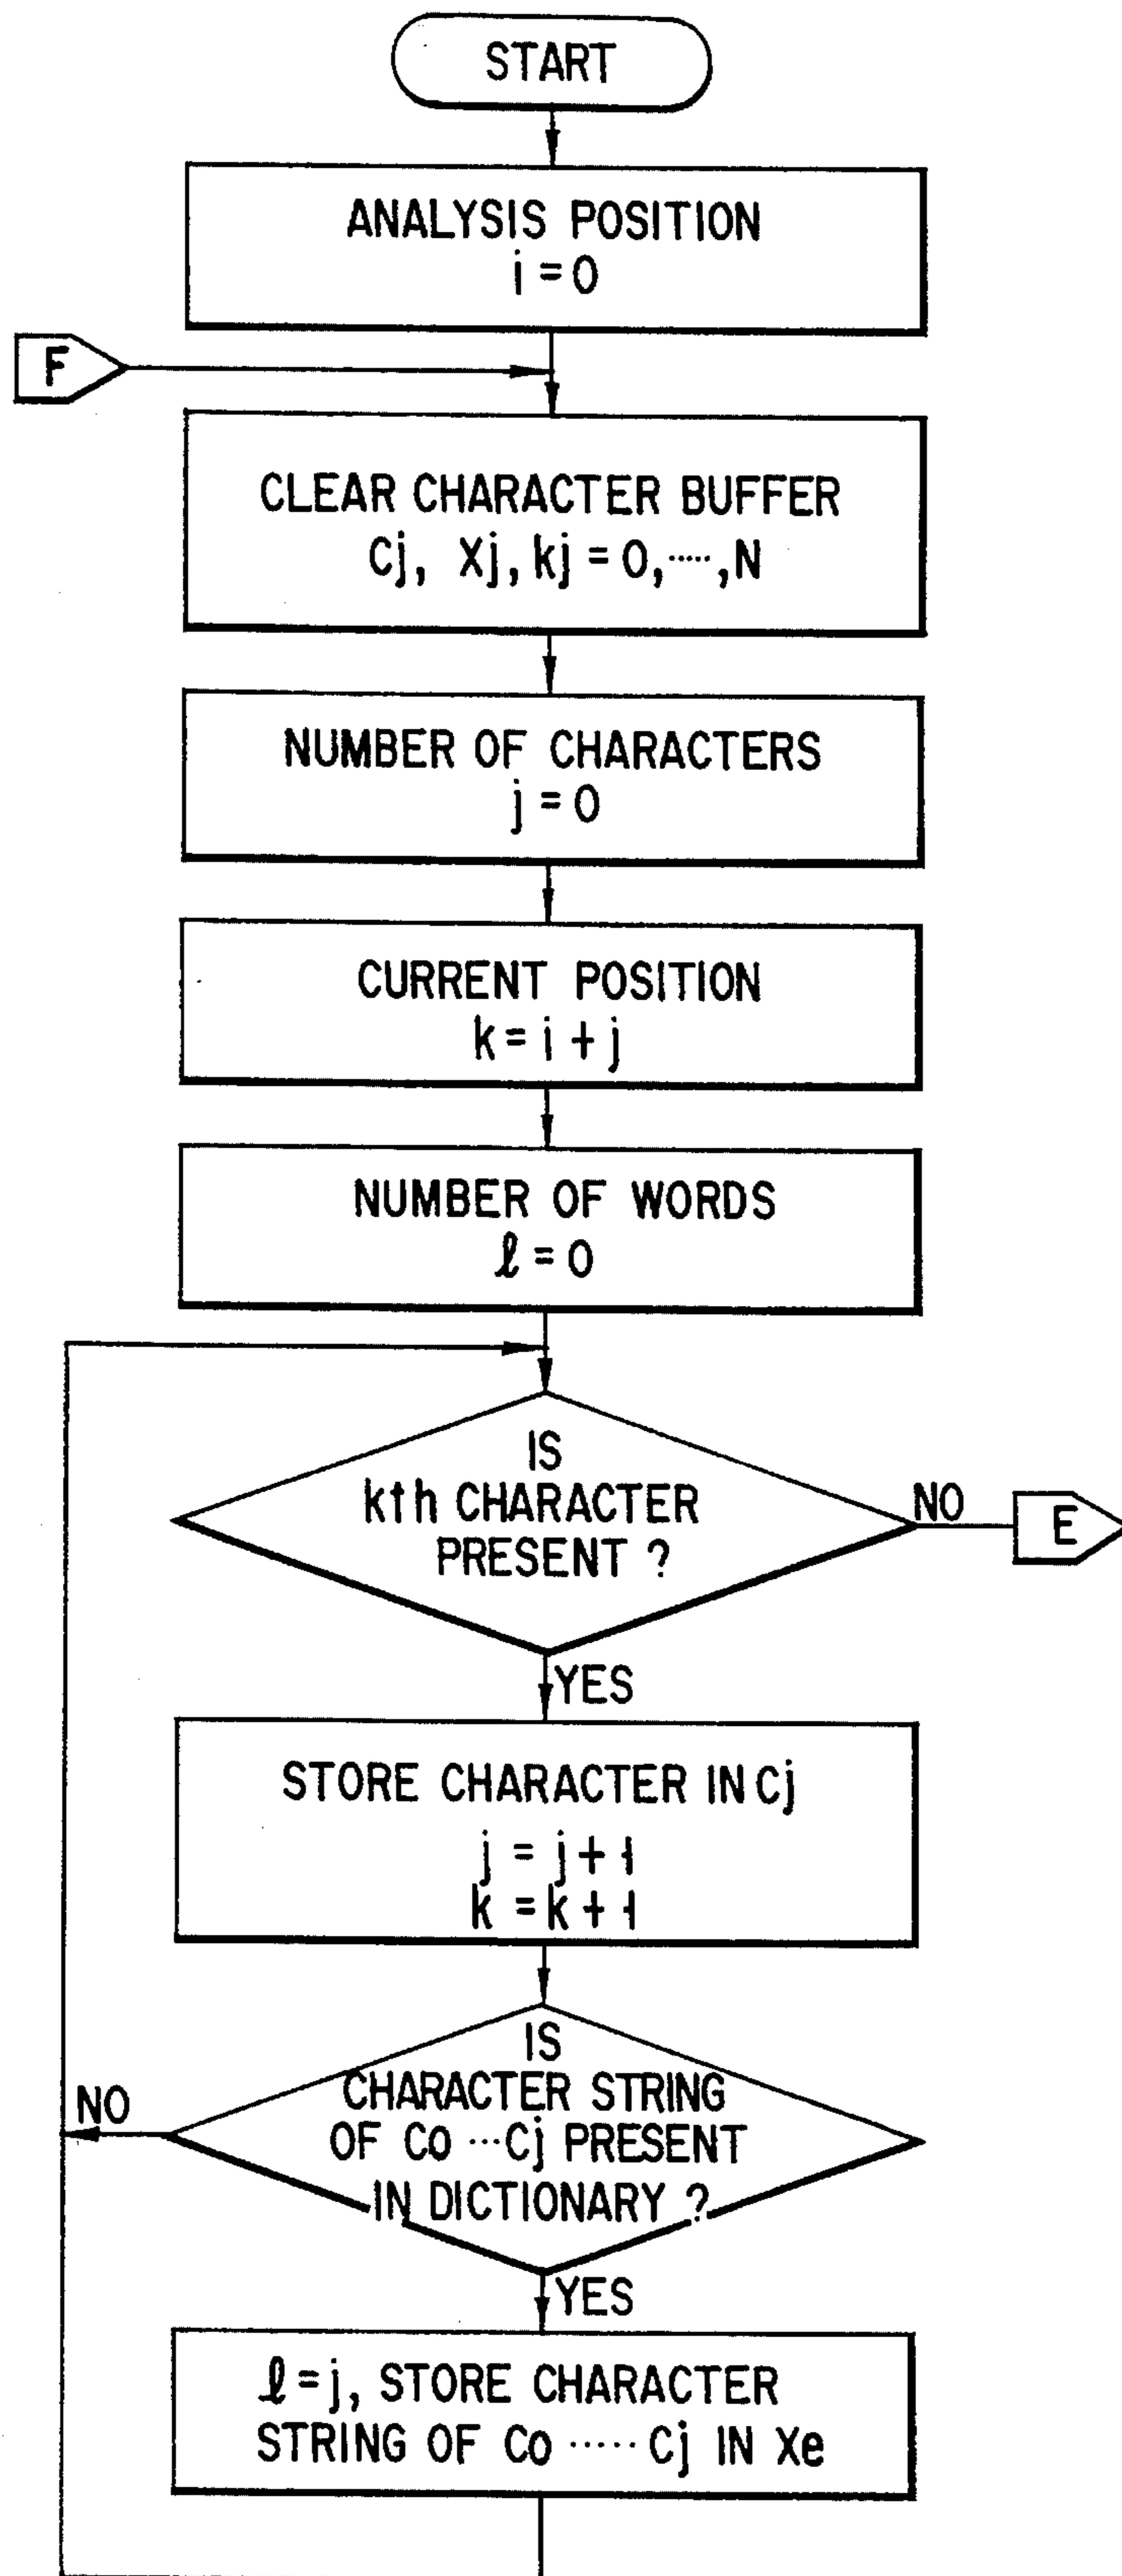 START
ANALYSIS POSITION
i = 0
F
CLEAR CHARACTER BUFFER
Cj, Xj, kj = 0, ·····, N
NUMBER OF CHARACTERS
j = 0
CURRENT POSITION
k = i + j
NUMBER OF WORDS
ℓ = 0
IS
kth CHARACTER
PRESENT ?
NO
E
YES
STORE CHARACTER IN Cj
j = j + 1
k = k + 1
IS
CHARACTER STRING
OF Co ··· Cj PRESENT
IN DICTIONARY ?
NO
YES
ℓ = j, STORE CHARACTER
STRING OF Co ····· Cj IN Xe